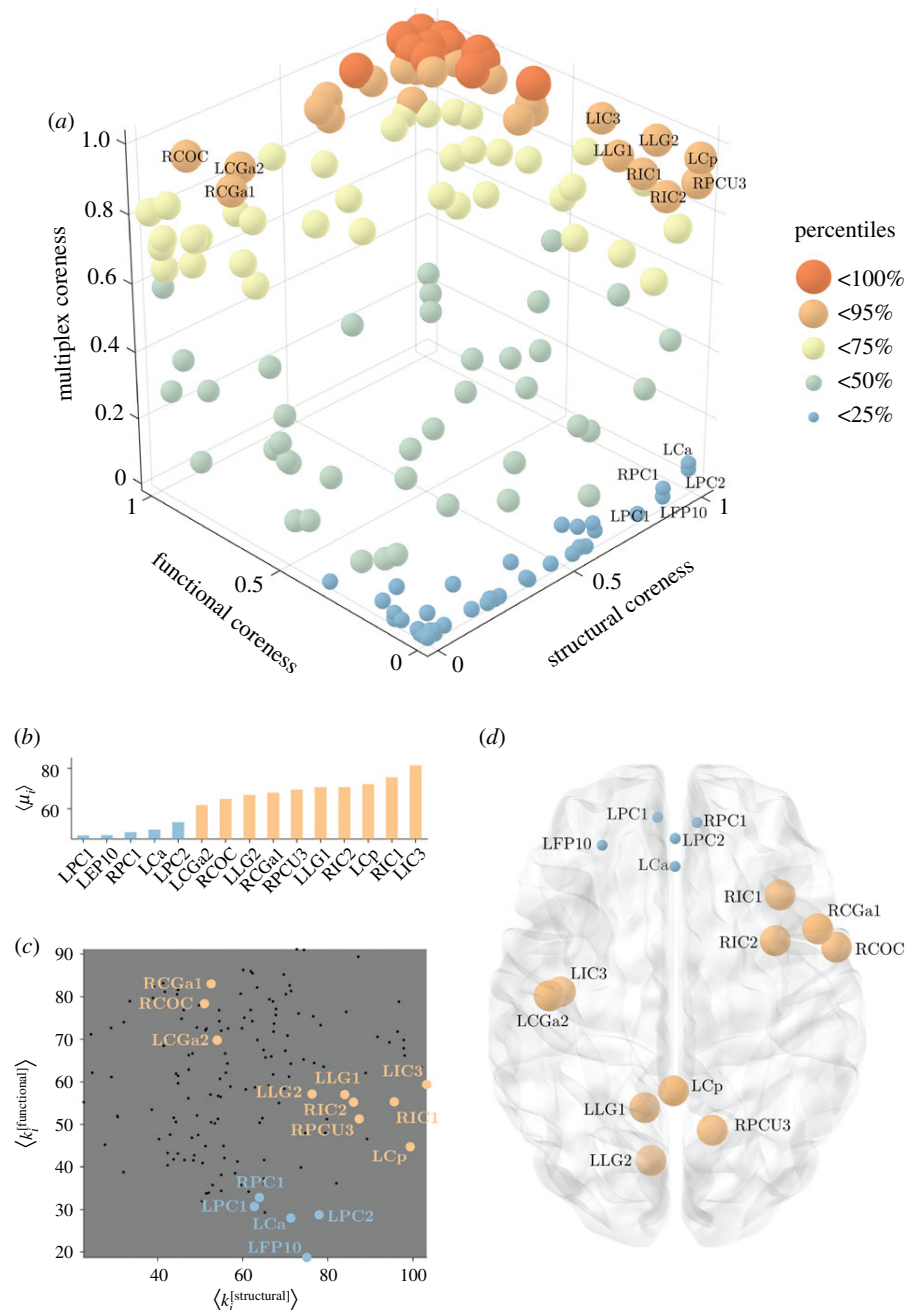 (a)
1.0
0.8
0.6
0.4
0.2
0
multiplex coreness
1
0.5
0
functional coreness
0
0.5
1
structural coreness
RCOC
LCGa2
RCGa1
LIC3
LLG2
LLG1
LCp
RIC1
RPCU3
RIC2
LCa
RPC1
LPC2
LPC1
LFP10
percentiles
<100%
<95%
<75%
<50%
<25%
(b)
⟨μi⟩
80
60
LPC1
LEP10
RPC1
LCa
LPC2
LCGa2
RCOC
LLG2
RCGa1
RPCU3
LLG1
RIC2
LCp
RIC1
LIC3
(c)
90
80
70
60
50
40
30
20
⟨ki[functional]⟩
RCGa1
RCOC
LCGa2
LIC3
LLG1
LLG2
RIC2
RIC1
RPCU3
LCp
RPC1
LPC1
LCa
LPC2
LFP10
40
60
80
100
⟨ki[structural]⟩
(d)
LPC1
RPC1
LPC2
LFP10
LCa
RIC1
RCGa1
RIC2
RCOC
LIC3
LCGa2
LCp
LLG1
RPCU3
LLG2